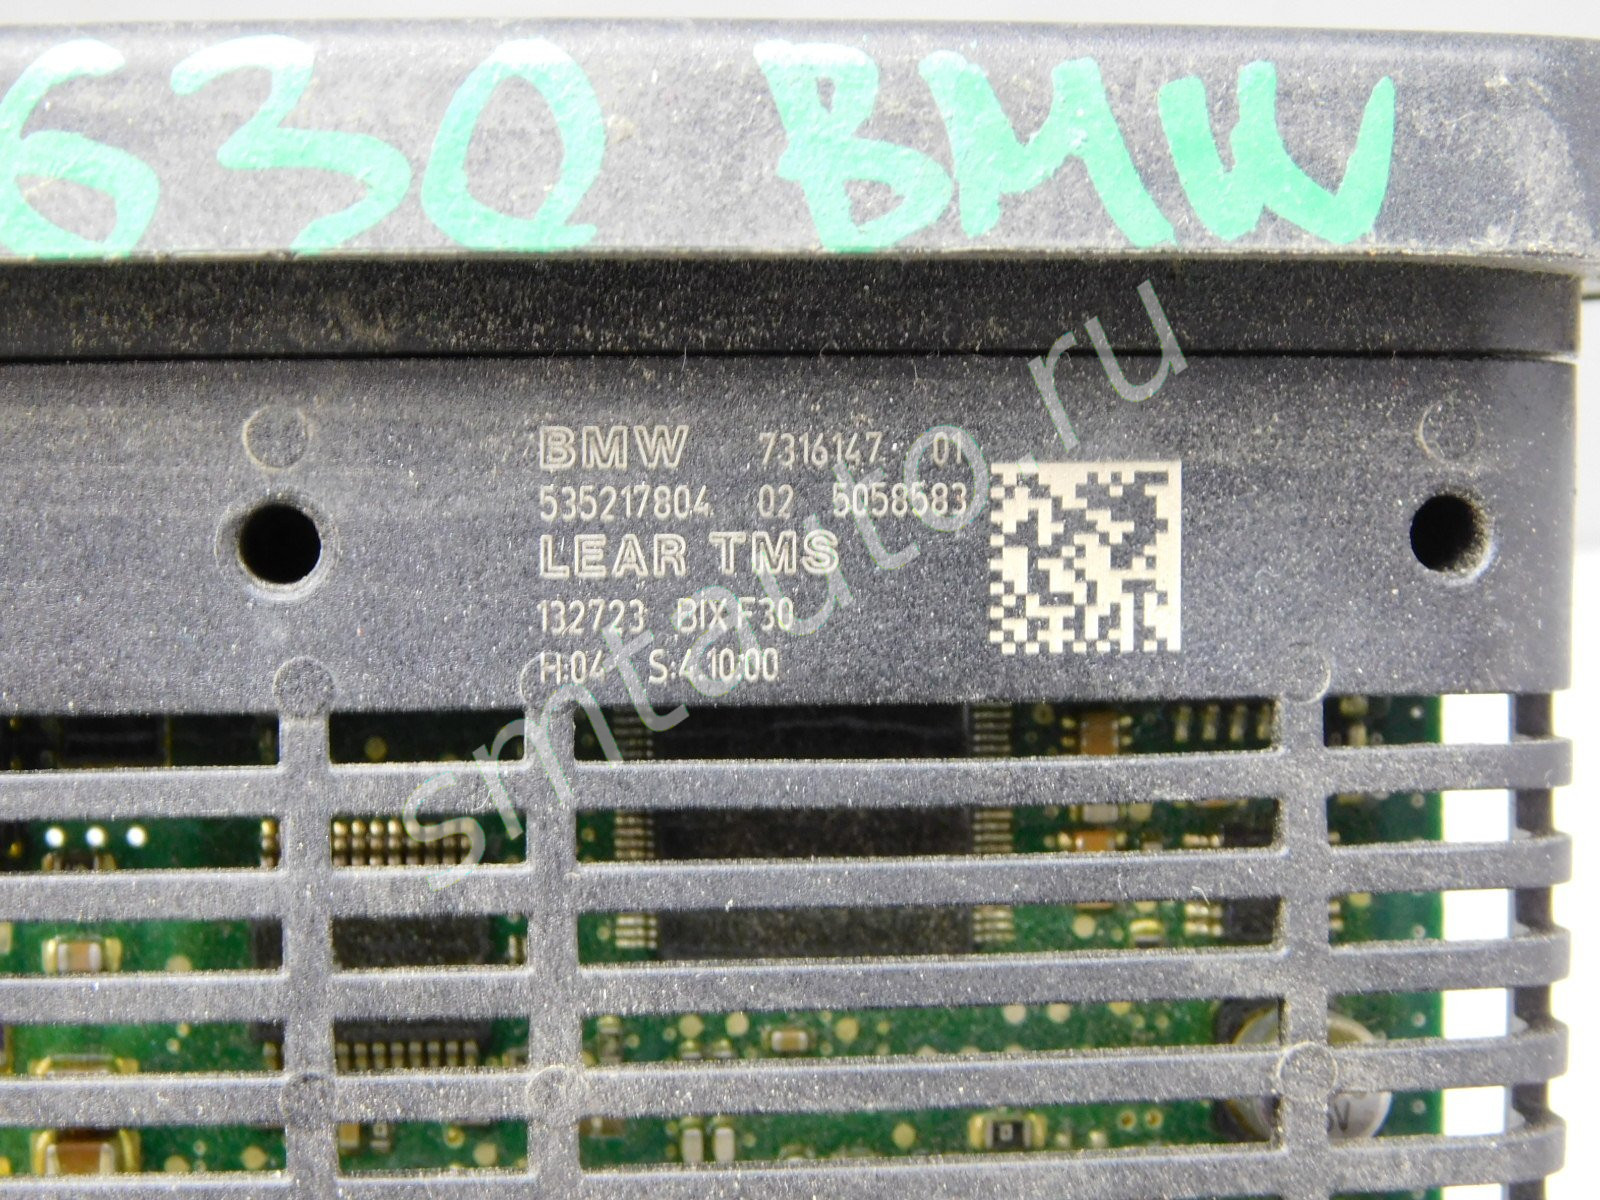 630 BMW
BMW 7316147 01
535217804 02 5058583
LEAR TMS
132723 BIX F30
H:04 S:4.10:00
smtauto.ru